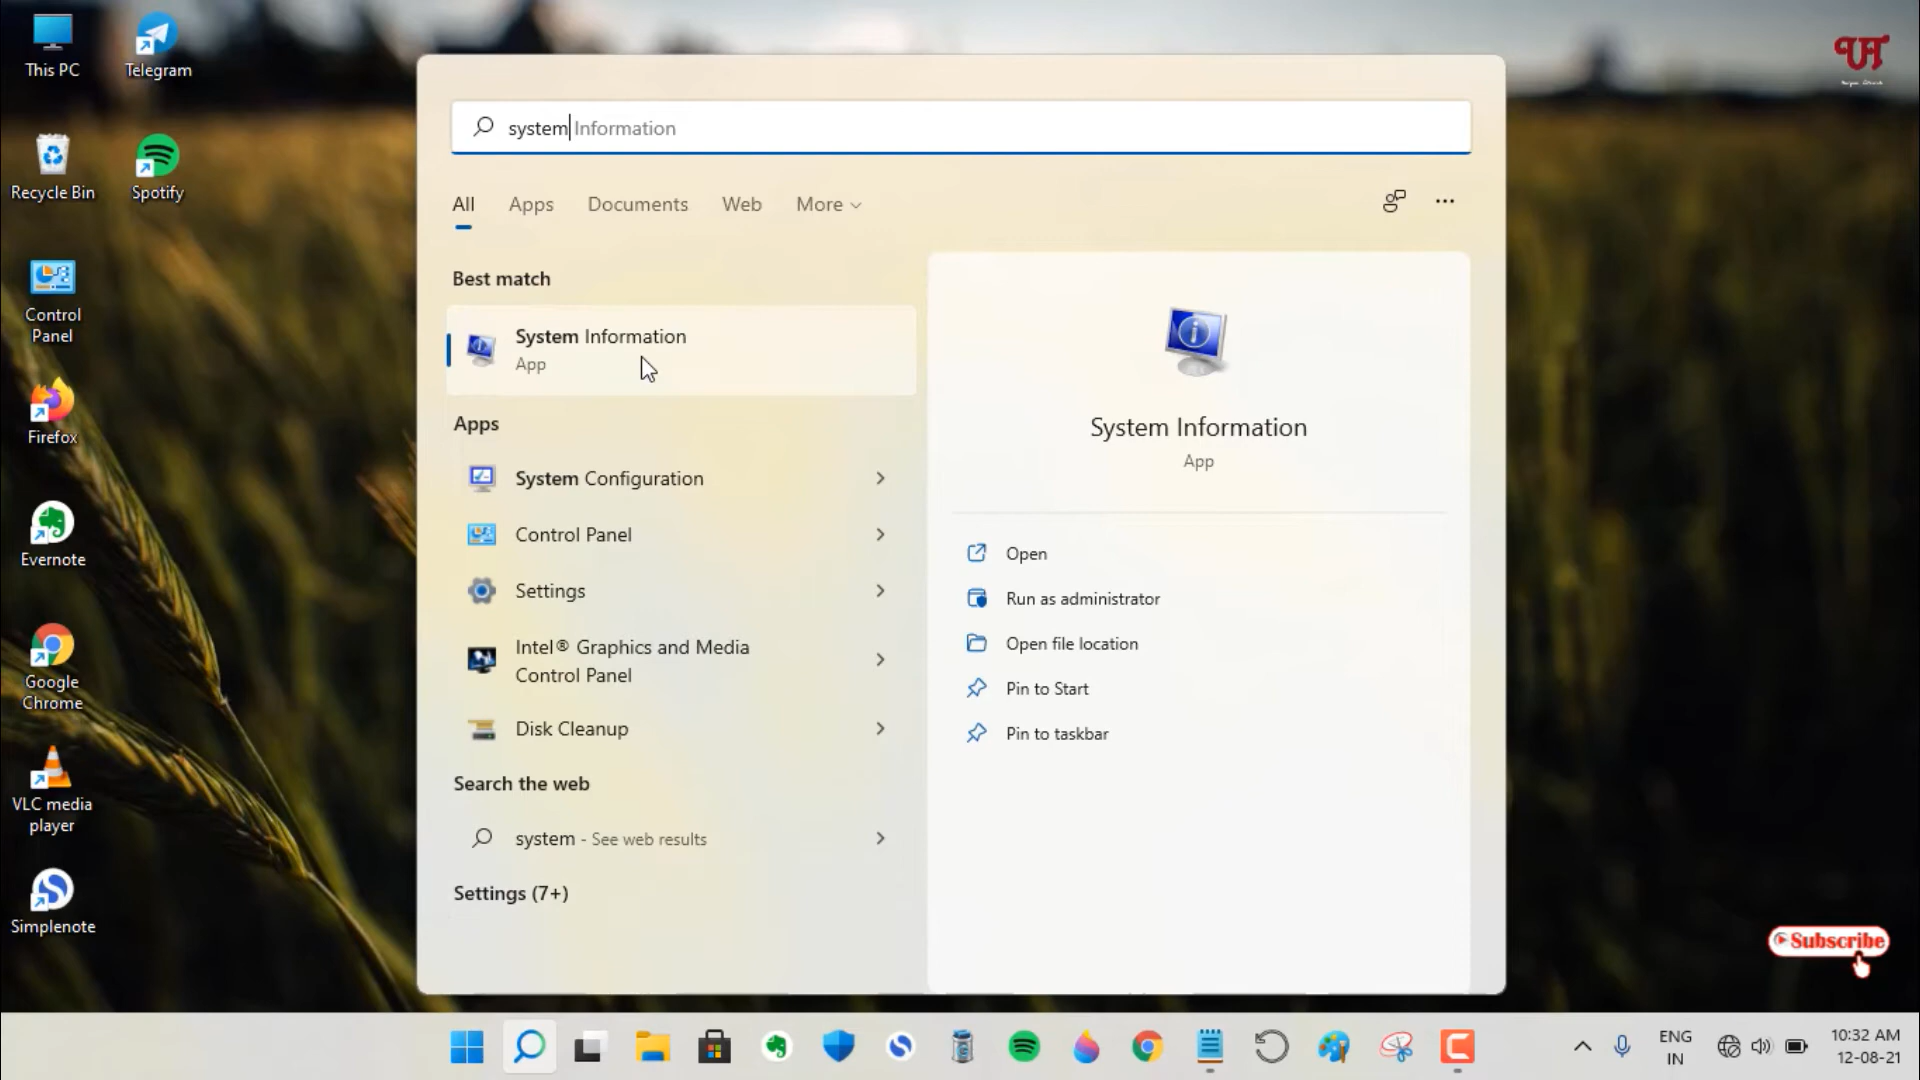 This PC
Telegram
Recycle Bin
Spotify
Control
Panel
Firefox
Evernote
Google
Chrome
VLC media
player
Simplenote
system Information
All
Apps
Documents
Web
More
Best match
System Information
App
Apps
System Configuration
Control Panel
Settings
Intel® Graphics and Media
Control Panel
Disk Cleanup
Search the web
system - See web results
Settings (7+)
System Information
App
Open
Run as administrator
Open file location
Pin to Start
Pin to taskbar
Subscribe
ENG
IN
10:32 AM
12-08-21